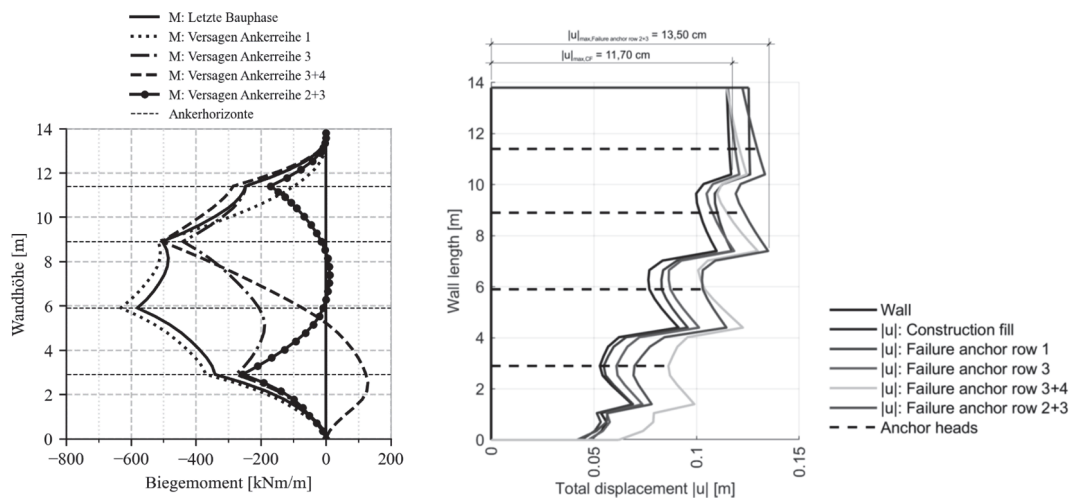 M: Letzte Bauphase
M: Versagen Ankerreihe 1
M: Versagen Ankerreihe 3
M: Versagen Ankerreihe 3+4
M: Versagen Ankerreihe 2+3
Ankerhorizonte
14
12
10
8
6
4
2
0
Wandhöhe [m]
−800
−600
−400
−200
0
200
Biegemoment [kNm/m]
|u|max,Failure anchor row 2+3 = 13,50 cm
|u|max,CF = 11,70 cm
14
12
10
8
6
4
2
0
Wall length [m]
0
0.05
0.1
0.15
Total displacement |u| [m]
Wall
|u|: Construction fill
|u|: Failure anchor row 1
|u|: Failure anchor row 3
|u|: Failure anchor row 3+4
|u|: Failure anchor row 2+3
Anchor heads